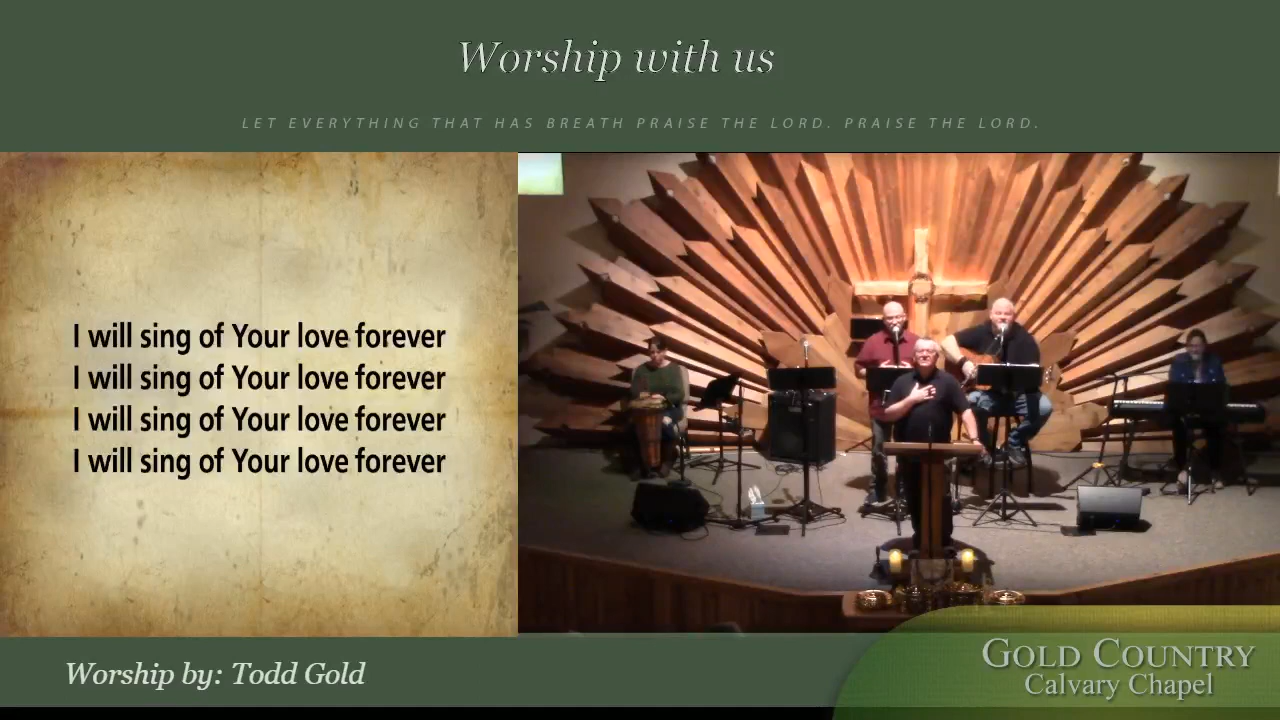 Worship with us
LET EVERYTHING THAT HAS BREATH PRAISE THE LORD. PRAISE THE LORD.
I will sing of Your love forever
I will sing of Your love forever
I will sing of Your love forever
I will sing of Your love forever
Worship by: Todd Gold
GOLD COUNTRY
Calvary Chapel